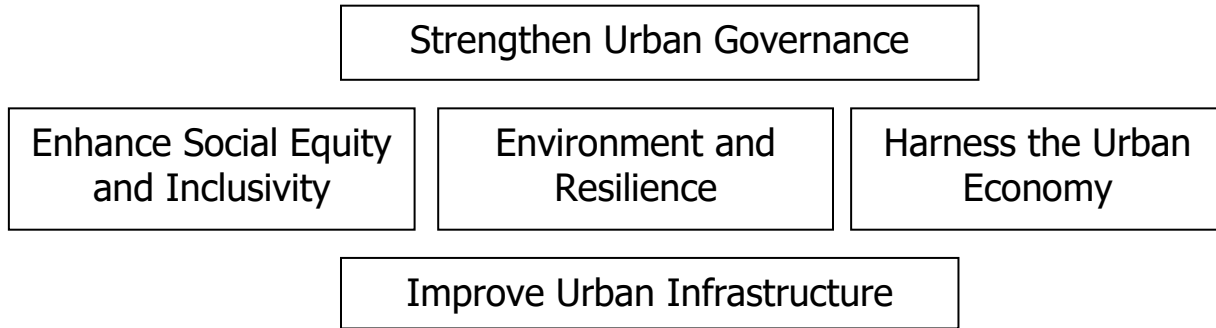 Strengthen Urban Governance
Enhance Social Equity
and Inclusivity
Environment and
Resilience
Harness the Urban
Economy
Improve Urban Infrastructure